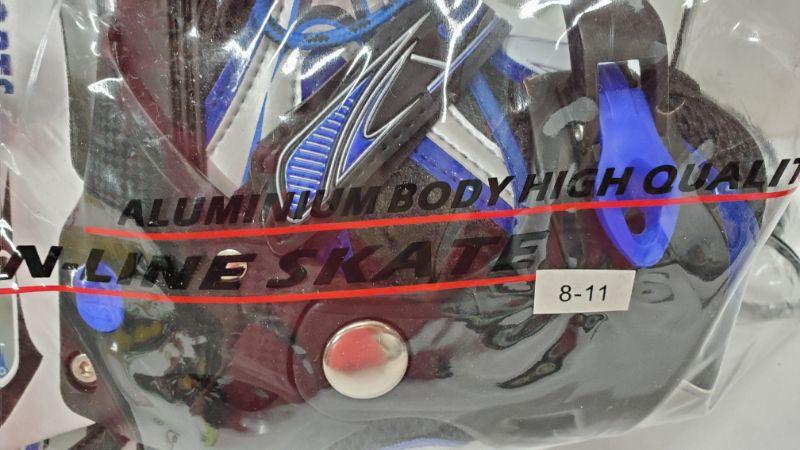 ALUMINIUM BODY HIGH QUALIT
N-LINE SKATE
8-11